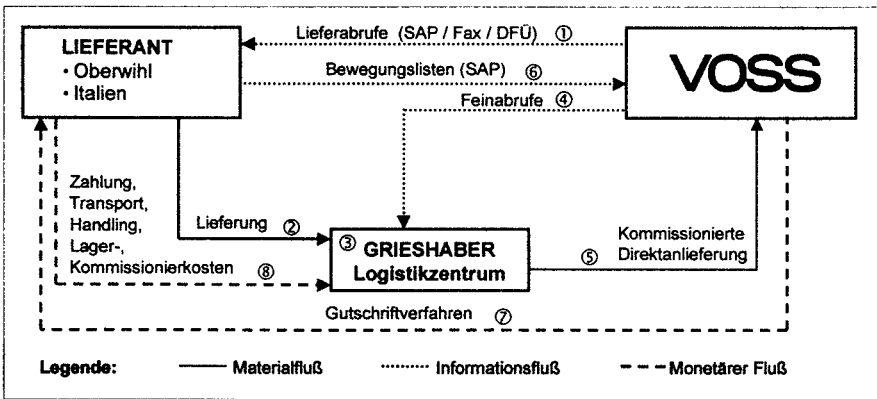 Lieferabrufe (SAP / Fax / DFÜ) ①
LIEFERANT
• Oberwihl
• Italien
VOSS
Bewegungslisten (SAP) ⑥
Feinabrufe ④
Zahlung,
Transport,
Handling,
Lager-,
Kommissionierkosten ⑧
Lieferung ②
③ GRIESHABER
Logistikzentrum
⑤ Kommissionierte
Direktanlieferung
Gutschriftverfahren ⑦
Legende: Materialfluß Informationsfluß Monetärer Fluß